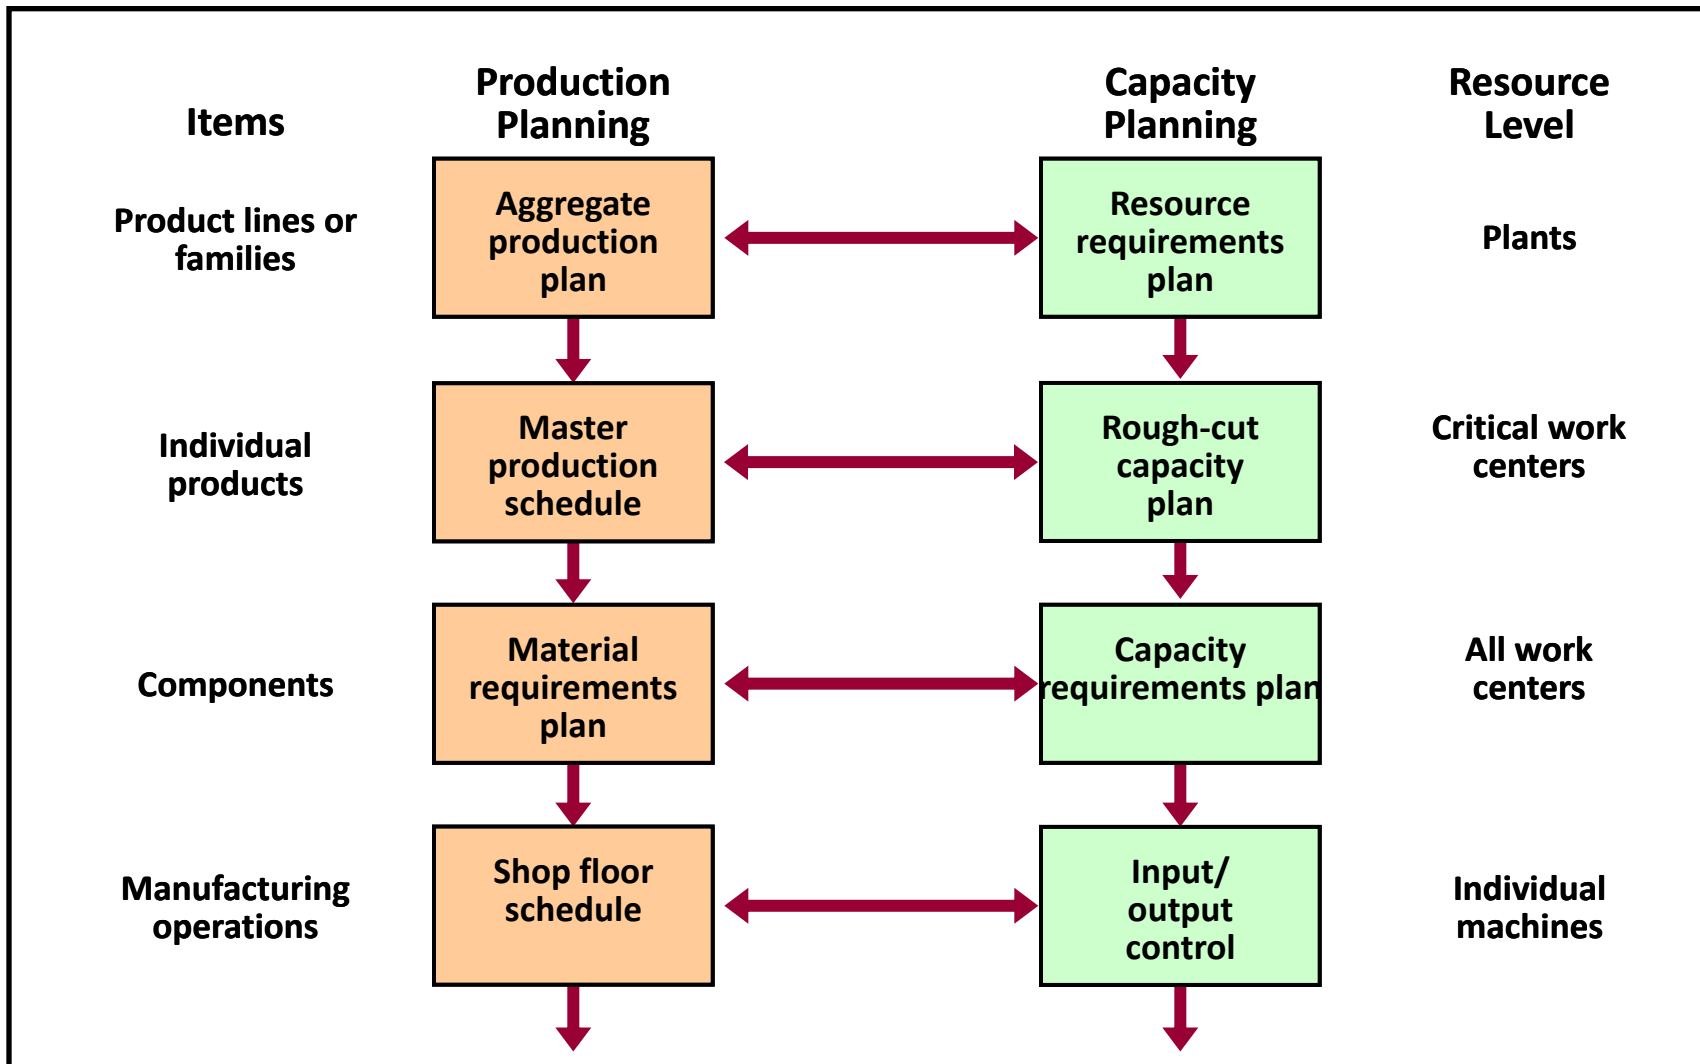 Items
Production
Planning
Capacity
Planning
Resource
Level
Product lines or
families
Aggregate
production
plan
Resource
requirements
plan
Plants
Individual
products
Master
production
schedule
Rough-cut
capacity
plan
Critical work
centers
Components
Material
requirements
plan
Capacity
requirements plan
All work
centers
Manufacturing
operations
Shop floor
schedule
Input/
output
control
Individual
machines